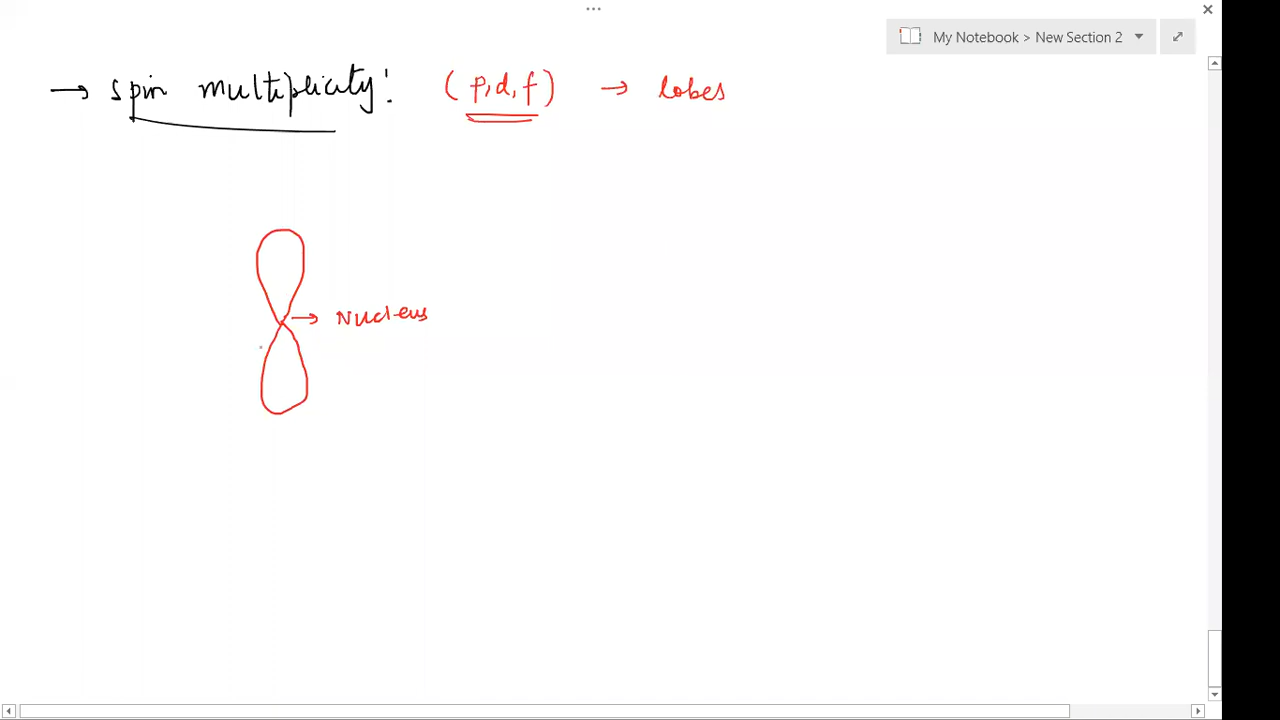 My Notebook > New Section 2
→ spin multiplicity: (p,d,f) → lobes
→ Nucleus